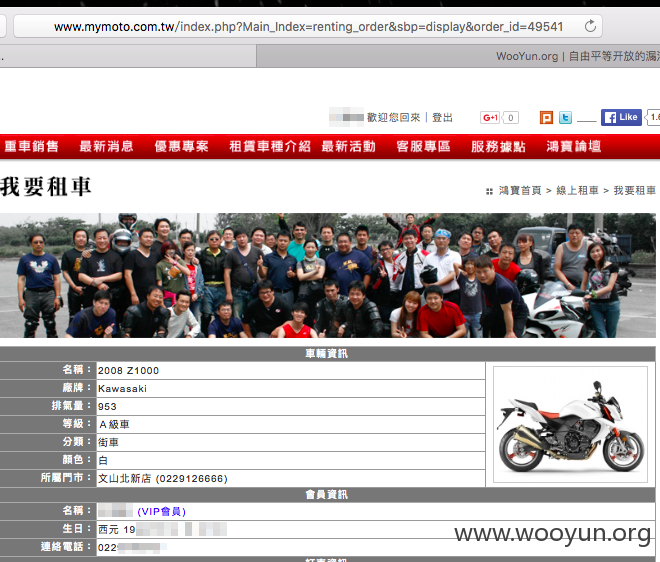 www.mymoto.com.tw/index.php?Main_Index=renting_order&sbp=display&order_id=49541
WooYun.org | 自由平等开放的漏洞
歡迎您回來 | 登出
G+1 0
Like 1.6
重車銷售 最新消息 優惠專案 租賃車種介紹 最新活動 客服專區 服務據點 鴻寶論壇
我要租車
鴻寶首頁 > 線上租車 > 我要租車
車輛資訊
名稱： 2008 Z1000
廠牌： Kawasaki
排氣量： 953
等級： A級車
分類： 街車
顏色： 白
所屬門市： 文山北新店 (0229126666)
會員資訊
名稱： (VIP會員)
生日： 西元 19
連絡電話： 022
www.wooyun.org